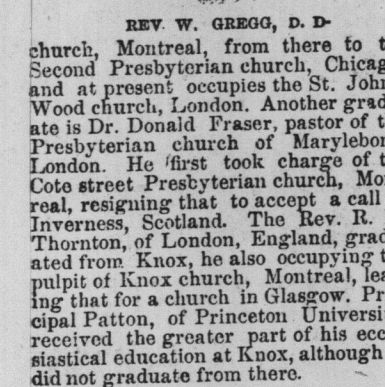 REV. W. GREGG, D. D-
church, Montreal, from there to t
Second Presbyterian church, Chicag
and at present occupies the St. John
Wood church, London. Another grad
ate is Dr. Donald Fraser, pastor of t
Presbyterian church of Marylebor
London. He first took charge of t
Cote street Presbyterian church, Mo
real, resigning that to accept a call
Inverness, Scotland. The Rev. R.
Thornton, of London, England, grad
ated from Knox, he also occupying t
pulpit of Knox church, Montreal, lea
ing that for a church in Glasgow. Pr
cipal Patton, of Princeton Universi
received the greater part of his ecc
siastical education at Knox, although
did not graduate from there.